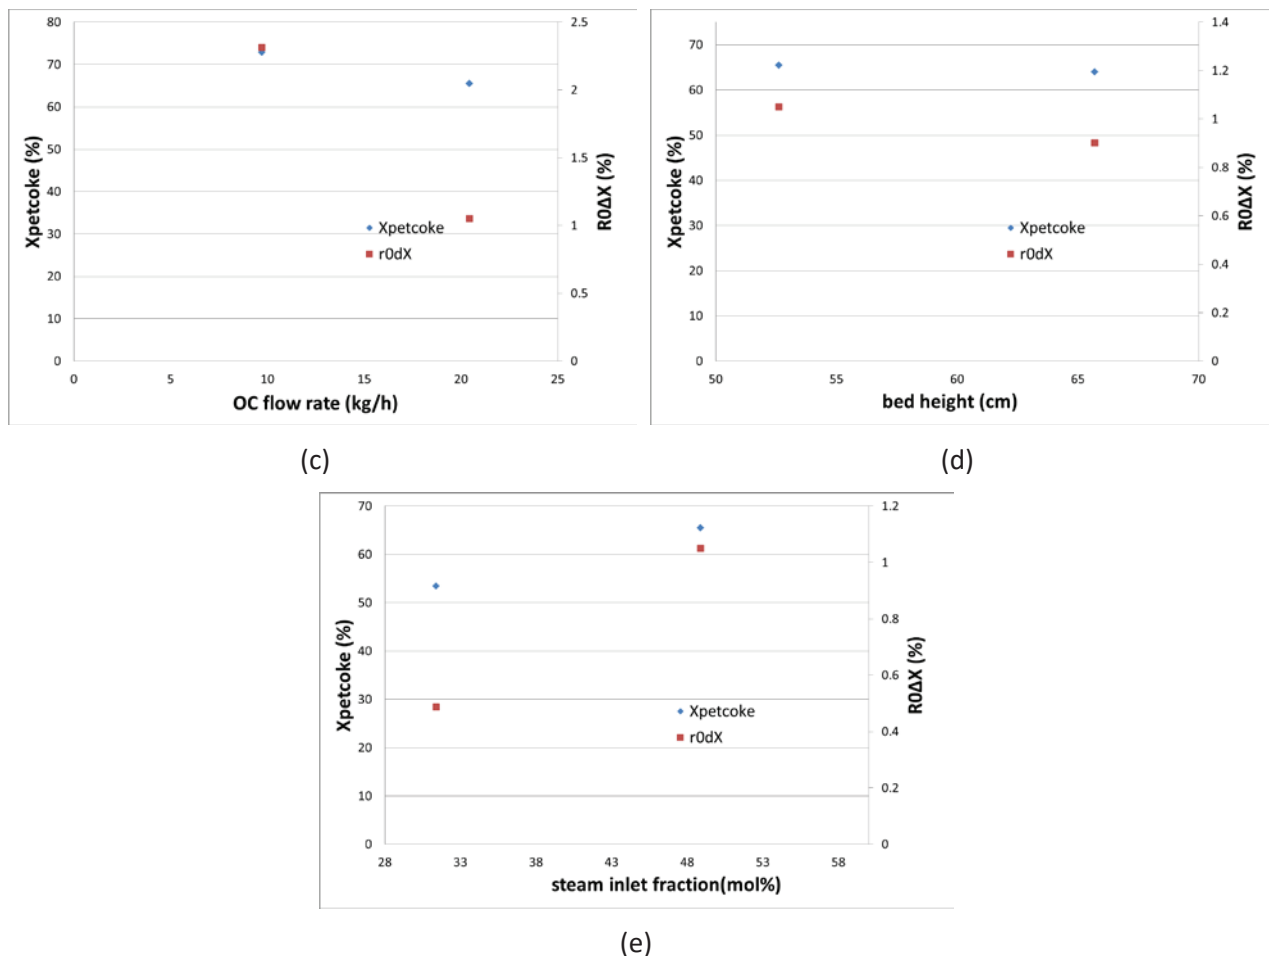 80
70
60
50
40
30
20
10
0
Xpetcoke (%)
2.5
2
1.5
1
0.5
0
R0ΔX (%)
Xpetcoke
r0dX
0 5 10 15 20 25
OC flow rate (kg/h)
(c)
70
60
50
40
30
20
10
0
Xpetcoke (%)
1.4
1.2
1
0.8
0.6
0.4
0.2
0
R0ΔX (%)
Xpetcoke
r0dX
50 55 60 65 70
bed height (cm)
(d)
70
60
50
40
30
20
10
0
Xpetcoke (%)
1.2
1
0.8
0.6
0.4
0.2
0
R0ΔX (%)
Xpetcoke
r0dX
28 33 38 43 48 53 58
steam inlet fraction(mol%)
(e)